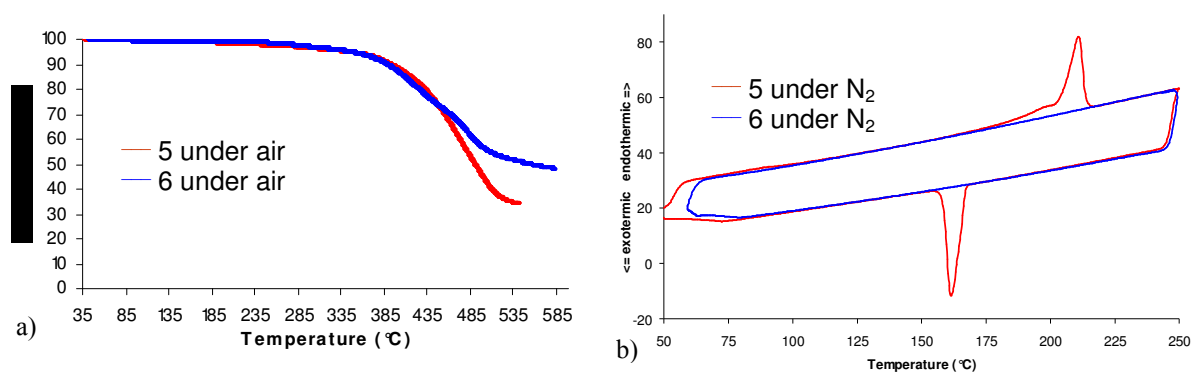 100
90
80
70
60
50
40
30
20
10
0
5 under air
6 under air
35 85 135 185 235 285 335 385 435 485 535 585
Temperature (°C)
a)
80
60
40
20
0
-20
<= exotermic endothermic =>
5 under N2
6 under N2
50 75 100 125 150 175 200 225 250
Temperature (°C)
b)